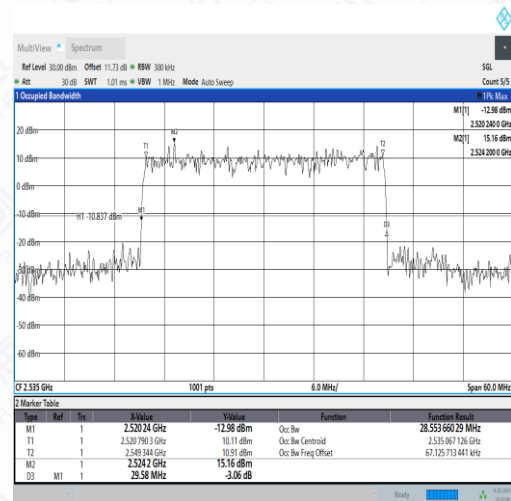 MultiView Spectrum
Ref Level 30.00 dBm Offset 11.73 dB RBW 300 kHz SGL
Att 30 dB SWT 1.01 ms VBW 1 MHz Mode Auto Sweep Count 5/5
1 Occupied Bandwidth 1Pk Max
M1[1] -12.98 dBm
2.520 240 0 GHz
M2[1] 15.16 dBm
2.524 200 0 GHz
20 dBm
M2
T1
T2
10 dBm
0 dBm
-10 dBm
H1 -10.837 dBm
M1
-20 dBm
D3
-30 dBm
-40 dBm
-50 dBm
-60 dBm
CF 2.535 GHz 1001 pts 6.0 MHz/ Span 60.0 MHz
2 Marker Table
Type Ref Trc X-Value Y-Value Function Function Result
M1 1 2.52024 GHz -12.98 dBm Occ Bw 28.553 660 29 MHz
T1 1 2.520 790 3 GHz 10.11 dBm Occ Bw Centroid 2.535 067 126 GHz
T2 1 2.549 344 GHz 10.91 dBm Occ Bw Freq Offset 67.125 713 441 kHz
M2 1 2.5242 GHz 15.16 dBm
D3 M1 1 29.58 MHz -3.06 dB
Ready